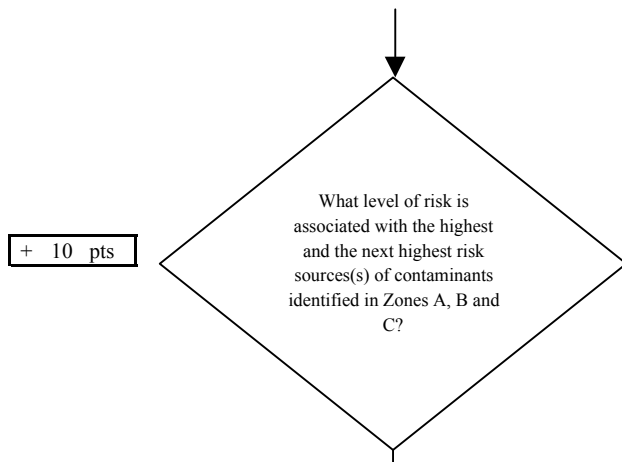 What level of risk is
associated with the highest
+ 10 pts
and the next highest risk
sources(s) of contaminants
identified in Zones A, B and
C?